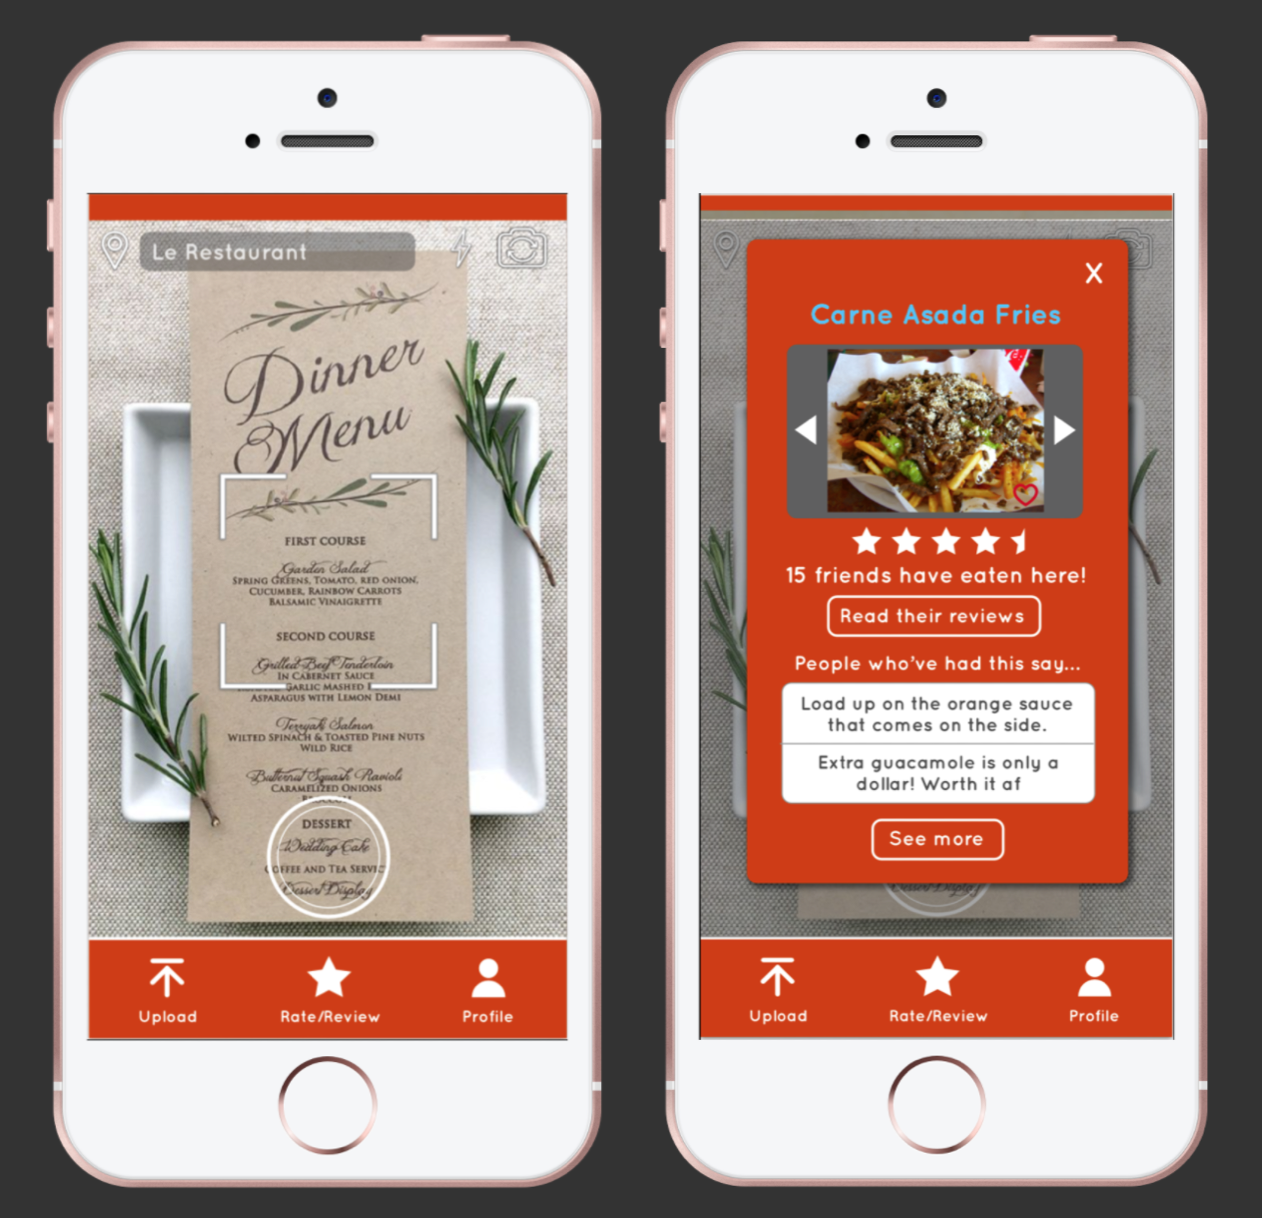 Le Restaurant
Dinner
Menu
FIRST COURSE
Garden Salad
SPRING GREENS, TOMATO, RED ONION,
CUCUMBER, RAINBOW CARROTS
BALSAMIC VINAIGRETTE
SECOND COURSE
Grilled Beef Tenderloin
IN CABERNET SAUCE
GARLIC MASHED
ASPARAGUS WITH LEMON DEMI
Teriyaki Salmon
WILTED SPINACH & TOASTED PINE NUTS
WILD RICE
Butternut Squash Ravioli
CARAMELIZED ONIONS
DESSERT
Wedding Cake
COFFEE AND TEA SERVIC
Dessert Display
Upload
Rate/Review
Profile
X
Carne Asada Fries
15 friends have eaten here!
Read their reviews
People who've had this say...
Load up on the orange sauce
that comes on the side.
Extra guacamole is only a
dollar! Worth it af
See more
Dessert Display
Upload
Rate/Review
Profile